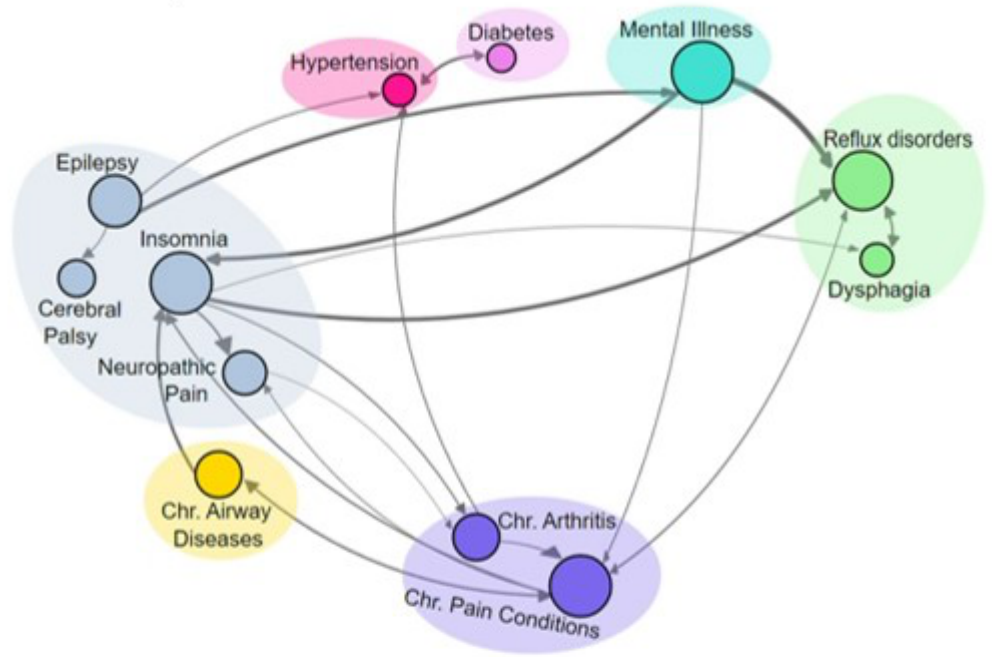 Diabetes
Mental Illness
Hypertension
Reflux disorders
Epilepsy
Insomnia
Dysphagia
Cerebral
Palsy
Neuropathic
Pain
Chr. Airway
Diseases
Chr. Arthritis
Chr. Pain Conditions